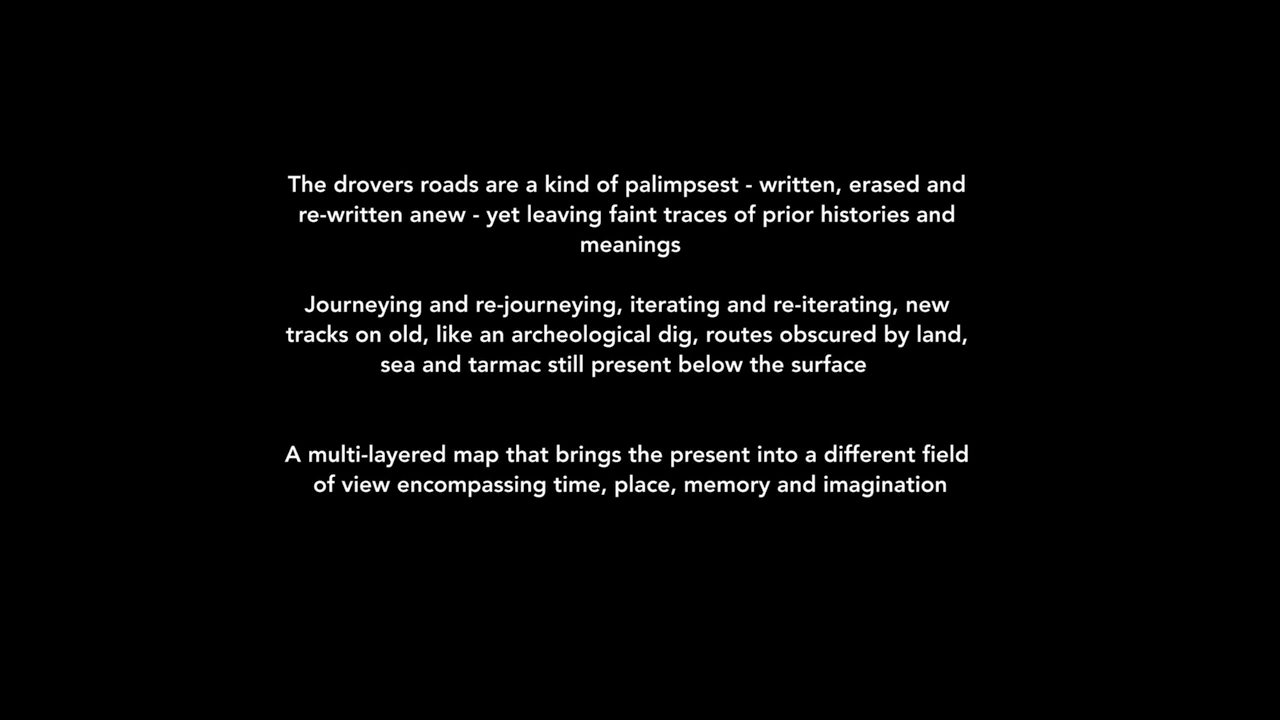 The drovers roads are a kind of palimpsest - written, erased and
re-written anew - yet leaving faint traces of prior histories and
meanings
Journeying and re-journeying, iterating and re-iterating, new
tracks on old, like an archeological dig, routes obscured by land,
sea and tarmac still present below the surface
A multi-layered map that brings the present into a different field
of view encompassing time, place, memory and imagination